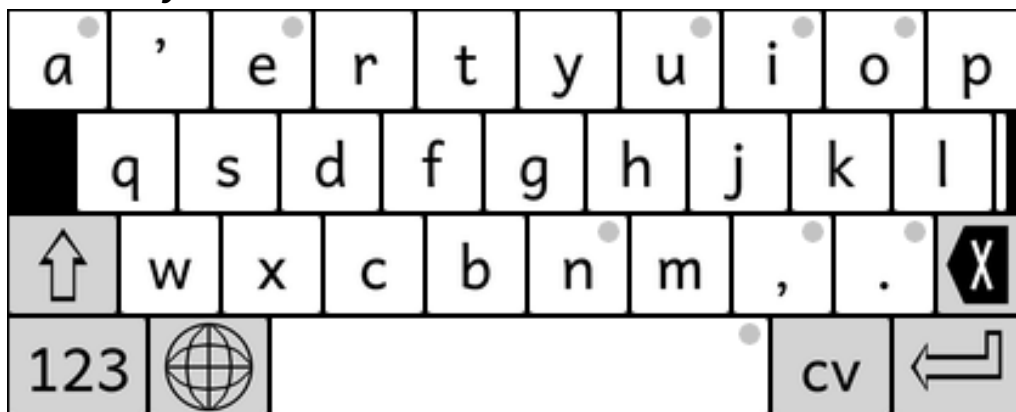 a ’ e r t y u i o p
q s d f g h j k l
w x c b n m , .
123 cv